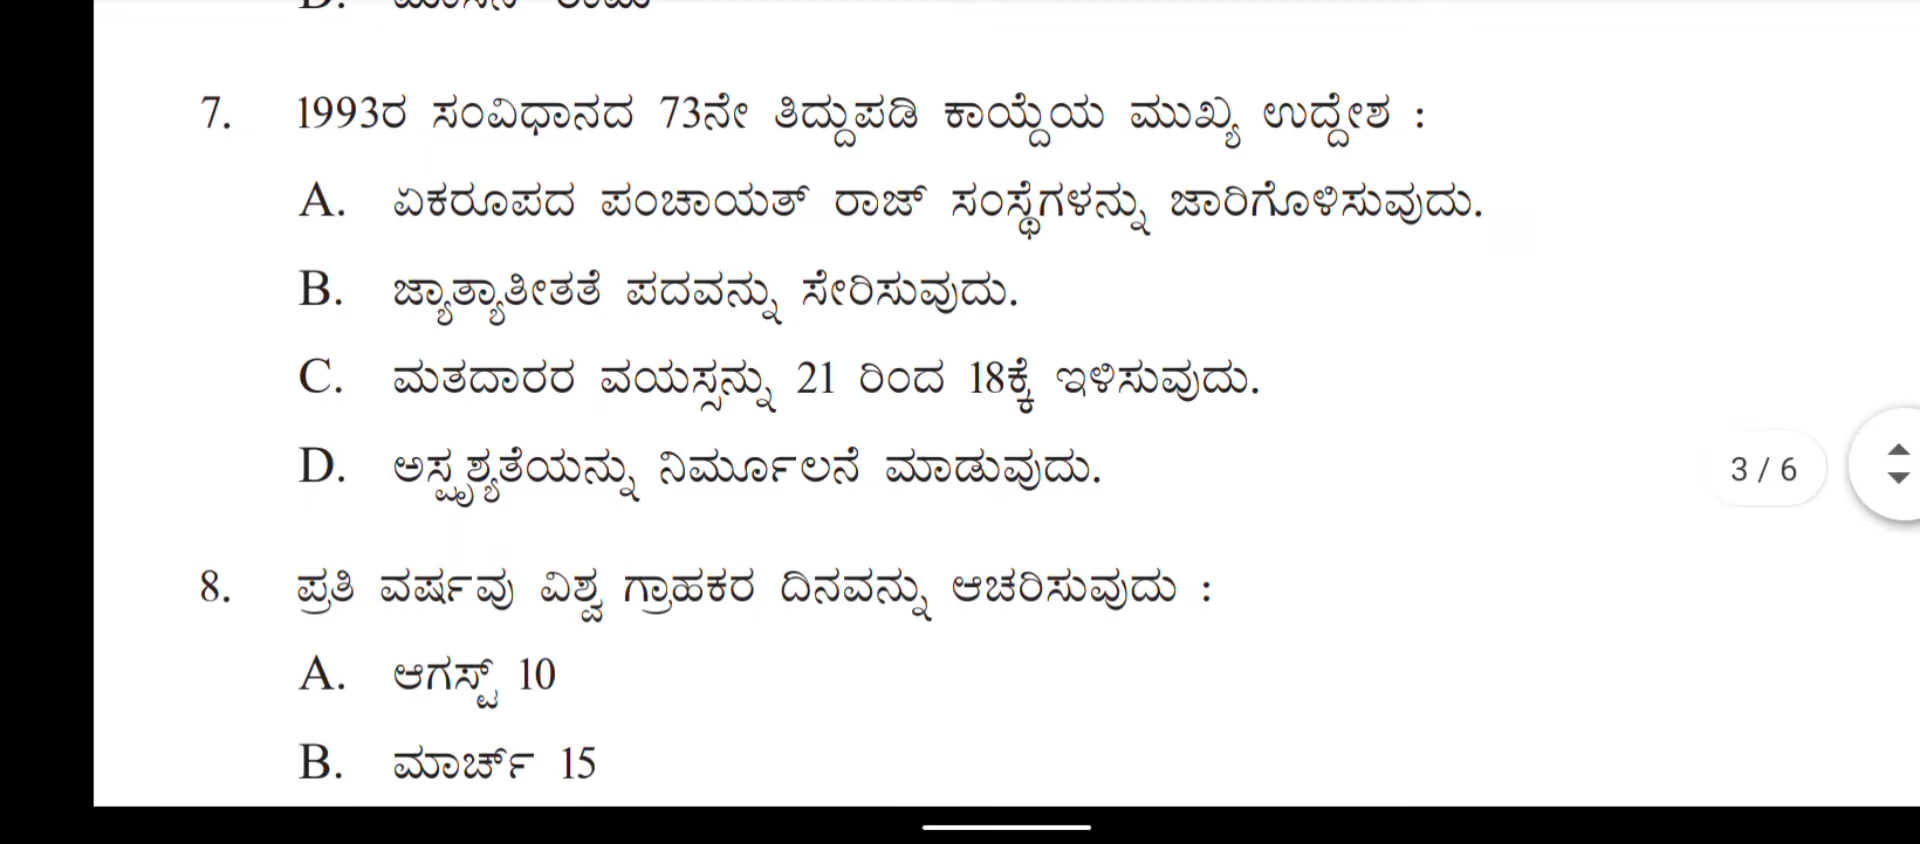 7. 1993ರ ಸಂವಿಧಾನದ 73ನೇ ತಿದ್ದುಪಡಿ ಕಾಯ್ದೆಯ ಮುಖ್ಯ ಉದ್ದೇಶ :
A. ಏಕರೂಪದ ಪಂಚಾಯತ್ ರಾಜ್ ಸಂಸ್ಥೆಗಳನ್ನು ಜಾರಿಗೊಳಿಸುವುದು.
B. ಜ್ಯಾತ್ಯಾತೀತತೆ ಪದವನ್ನು ಸೇರಿಸುವುದು.
C. ಮತದಾರರ ವಯಸ್ಸನ್ನು 21 ರಿಂದ 18ಕ್ಕೆ ಇಳಿಸುವುದು.
D. ಅಸ್ಪೃಶ್ಯತೆಯನ್ನು ನಿರ್ಮೂಲನೆ ಮಾಡುವುದು.
3 / 6
8. ಪ್ರತಿ ವರ್ಷವು ವಿಶ್ವ ಗ್ರಾಹಕರ ದಿನವನ್ನು ಆಚರಿಸುವುದು :
A. ಆಗಸ್ಟ್ 10
B. ಮಾರ್ಚ್ 15